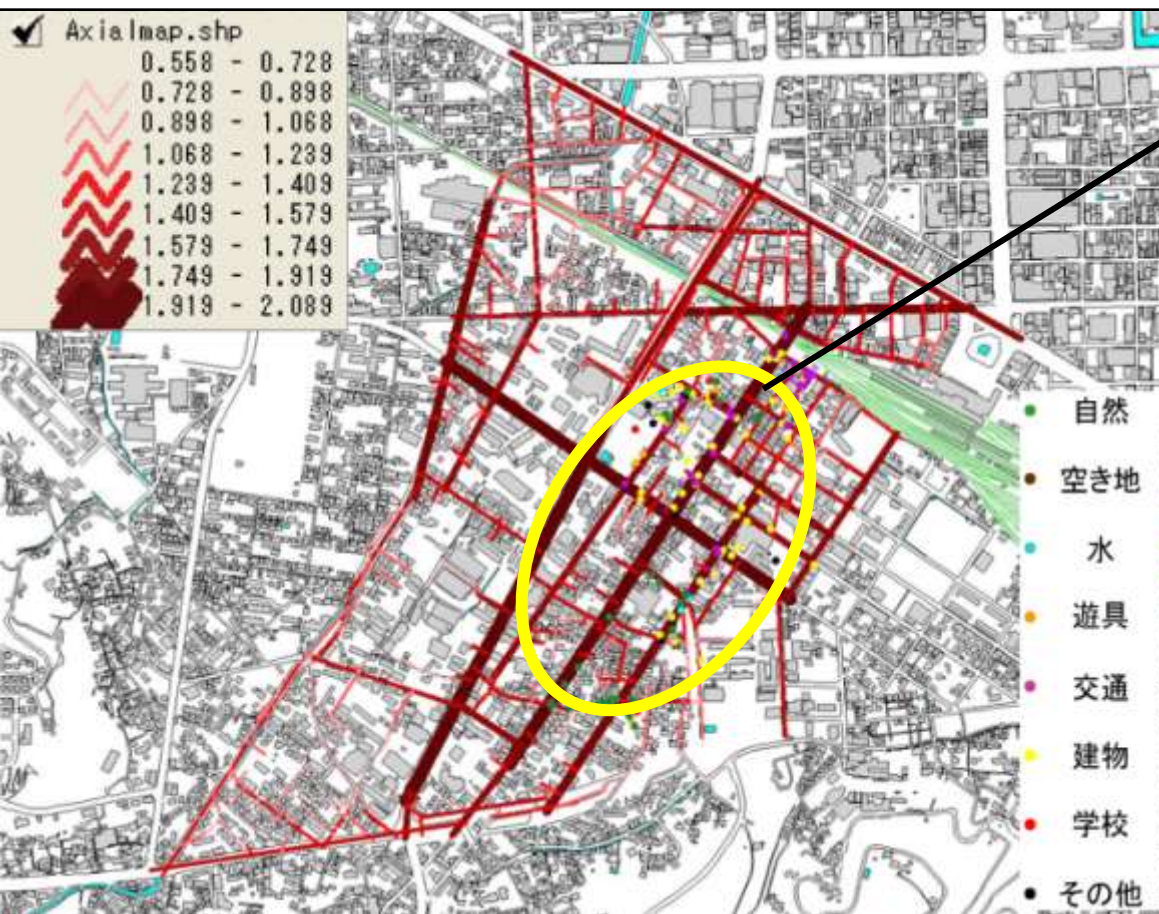 Axialmap.shp
0.558 - 0.728
0.728 - 0.898
0.898 - 1.068
1.068 - 1.239
1.239 - 1.409
1.409 - 1.579
1.579 - 1.749
1.749 - 1.919
1.919 - 2.089
自然
空き地
水
遊具
交通
建物
学校
その他